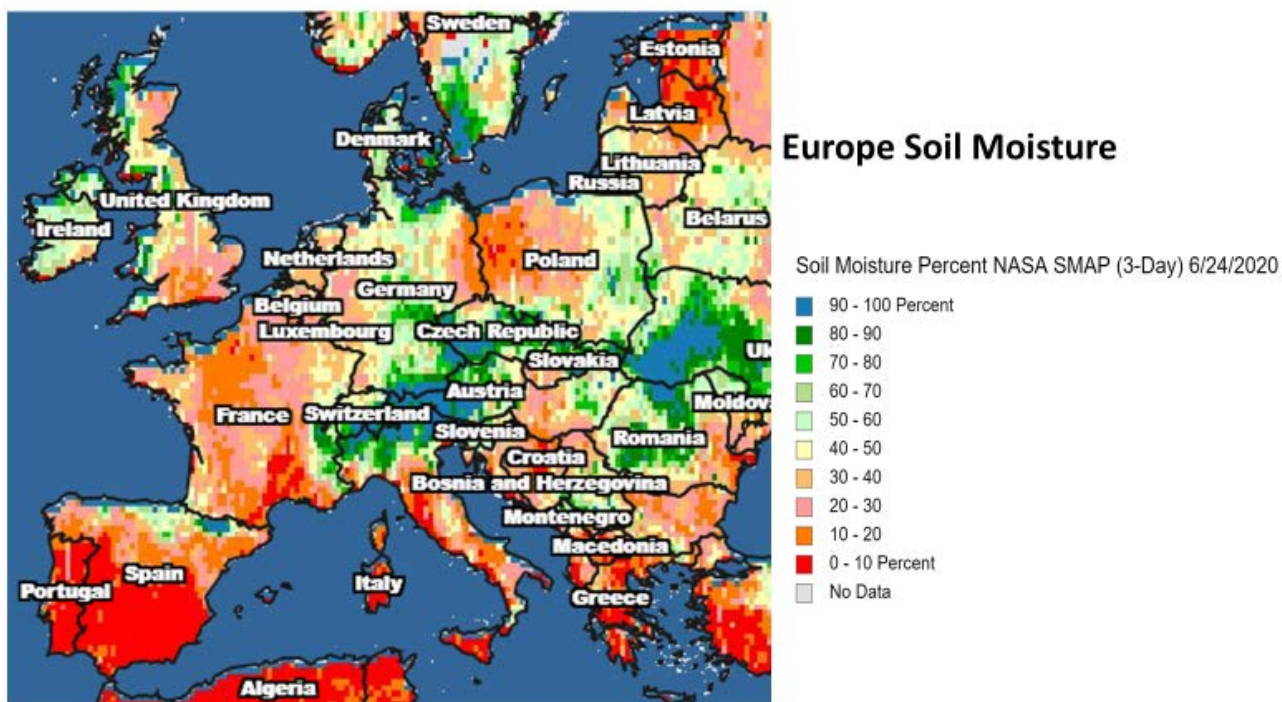 Sweden
Estonia
Latvia
Denmark
Lithuania
Russia
United Kingdom
Ireland
Belarus
Netherlands
Poland
Germany
Belgium
Luxembourg
Czech Republic
Slovakia
Uk
Austria
Moldova
France
Switzerland
Slovenia
Romania
Croatia
Bosnia and Herzegovina
Montenegro
Macedonia
Spain
Portugal
Italy
Greece
Algeria
Europe Soil Moisture
Soil Moisture Percent NASA SMAP (3-Day) 6/24/2020
90 - 100 Percent
80 - 90
70 - 80
60 - 70
50 - 60
40 - 50
30 - 40
20 - 30
10 - 20
0 - 10 Percent
No Data